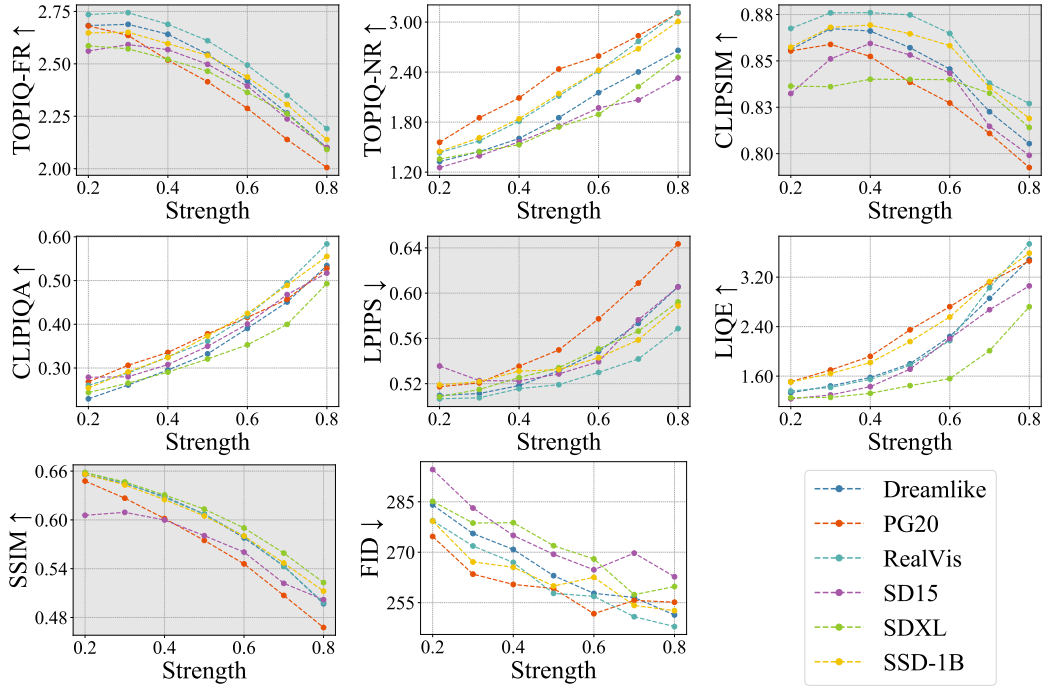 TOPIQ-FR ↑
2.75
2.50
2.25
2.00
0.2 0.4 0.6 0.8
Strength
TOPIQ-NR ↑
3.00
2.40
1.80
1.20
0.2 0.4 0.6 0.8
Strength
CLIPSIM ↑
0.88
0.85
0.83
0.80
0.2 0.4 0.6 0.8
Strength
CLIPIQA ↑
0.60
0.50
0.40
0.30
0.2 0.4 0.6 0.8
Strength
LPIPS ↓
0.64
0.60
0.56
0.52
0.2 0.4 0.6 0.8
Strength
LIQE ↑
3.20
2.40
1.60
0.2 0.4 0.6 0.8
Strength
SSIM ↑
0.66
0.60
0.54
0.48
0.2 0.4 0.6 0.8
Strength
FID ↓
285
270
255
0.2 0.4 0.6 0.8
Strength
Dreamlike
PG20
RealVis
SD15
SDXL
SSD-1B